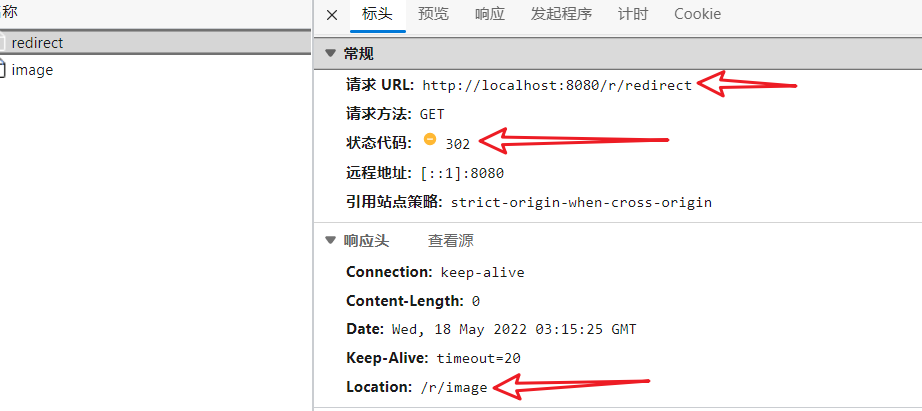 名称
redirect
image
标头 预览 响应 发起程序 计时 Cookie
常规
请求 URL: http://localhost:8080/r/redirect
请求方法: GET
状态代码: 302
远程地址: [::1]:8080
引用站点策略: strict-origin-when-cross-origin
响应头 查看源
Connection: keep-alive
Content-Length: 0
Date: Wed, 18 May 2022 03:15:25 GMT
Keep-Alive: timeout=20
Location: /r/image